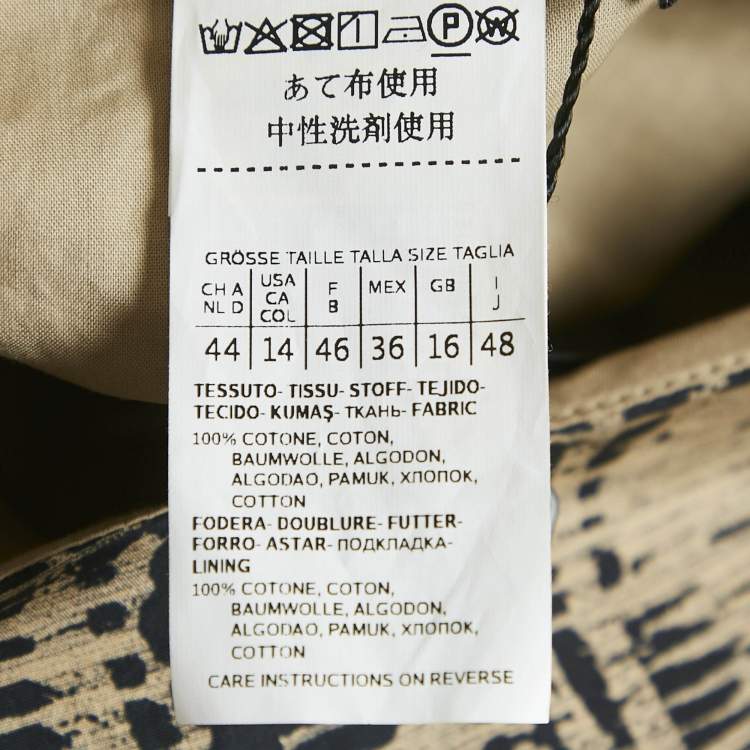 P W
あて布使用
中性洗剤使用
GRÖSSE TAILLE TALLA SIZE TAGLIA
CH A NL D USA CA COL F B MEX GB I J
44 14 46 36 16 48
TESSUTO- TISSU- STOFF- TEJIDO-
TECIDO- KUMAŞ- ТКАНЬ- FABRIC
100% COTONE, COTON,
BAUMWOLLE, ALGODON,
ALGODAO, PAMUK, ХЛОПОК,
COTTON
FODERA- DOUBLURE- FUTTER-
FORRO- ASTAR- ПОДКЛАДКА-
LINING
100% COTONE, COTON,
BAUMWOLLE, ALGODON,
ALGODAO, PAMUK, ХЛОПОК,
COTTON
CARE INSTRUCTIONS ON REVERSE